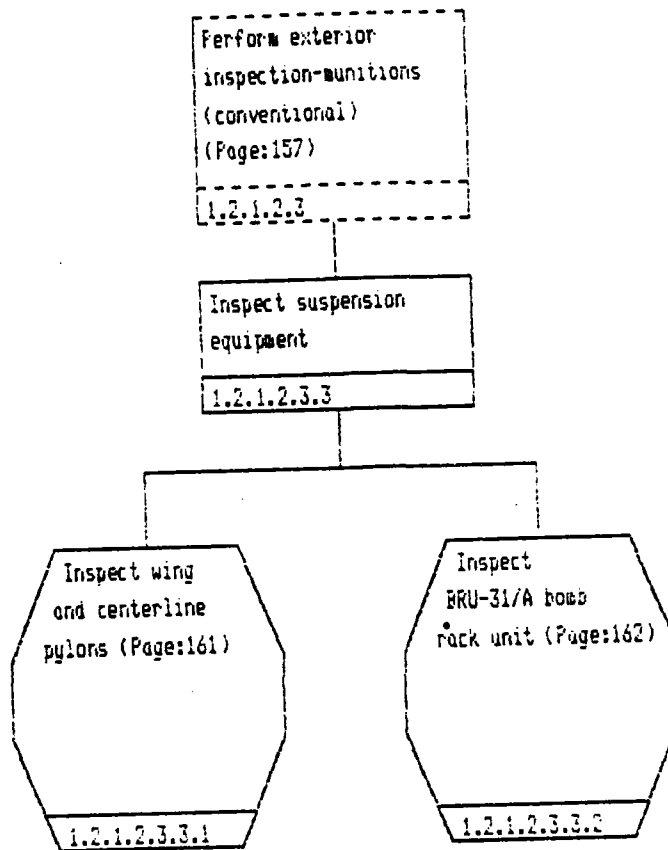 Perform exterior
inspection-munitions
(conventional)
(Page:157)
1.2.1.2.3
Inspect suspension
equipment
1.2.1.2.3.3
Inspect wing
and centerline
pylons (Page:161)
1.2.1.2.3.3.1
Inspect
BRU-31/A bomb
rack unit (Page:162)
1.2.1.2.3.3.2